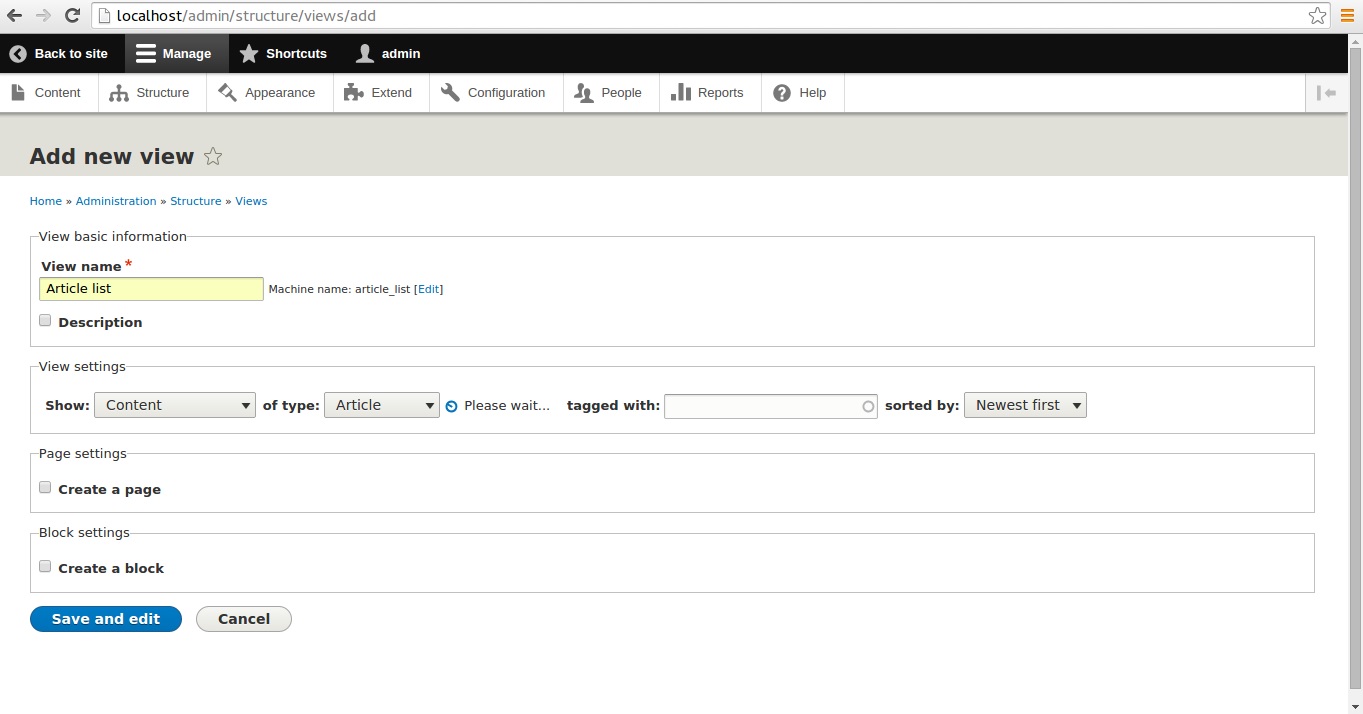 localhost/admin/structure/views/add
Back to site Manage Shortcuts admin
Content Structure Appearance Extend Configuration People Reports Help
Add new view
Home » Administration » Structure » Views
View basic information
View name *
Article list Machine name: article_list [Edit]
Description
View settings
Show: Content of type: Article Please wait... tagged with: sorted by: Newest first
Page settings
Create a page
Block settings
Create a block
Save and edit Cancel